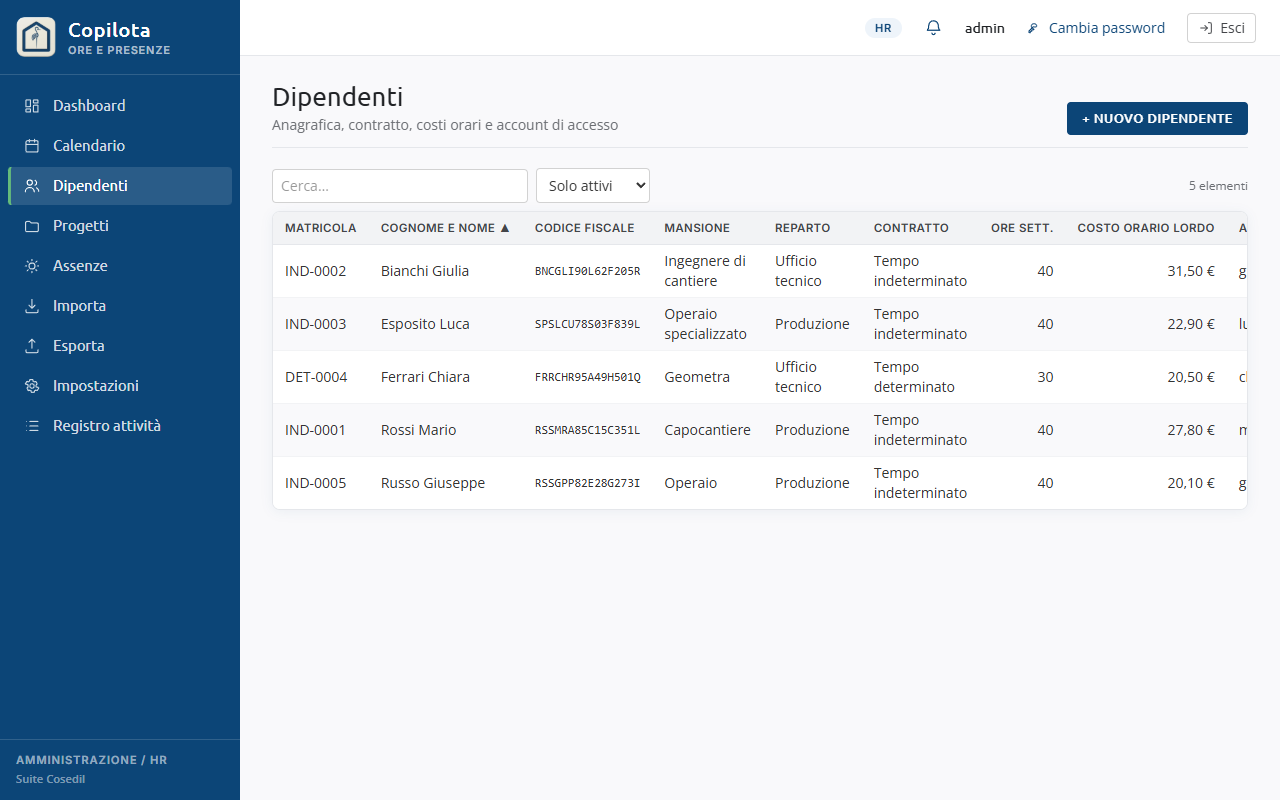 Copilota
ORE E PRESENZE
HR
admin
Cambia password
Esci
Dashboard
Calendario
Dipendenti
Progetti
Assenze
Importa
Esporta
Impostazioni
Registro attività
AMMINISTRAZIONE / HR
Suite Cosedil
Dipendenti
Anagrafica, contratto, costi orari e account di accesso
+ NUOVO DIPENDENTE
Cerca...
Solo attivi
5 elementi
MATRICOLA COGNOME E NOME ▲ CODICE FISCALE MANSIONE REPARTO CONTRATTO ORE SETT. COSTO ORARIO LORDO A
IND-0002 Bianchi Giulia BNCGLI90L62F205R Ingegnere di cantiere Ufficio tecnico Tempo indeterminato 40 31,50 € g
IND-0003 Esposito Luca SPSLCU78S03F839L Operaio specializzato Produzione Tempo indeterminato 40 22,90 € lu
DET-0004 Ferrari Chiara FRRCHR95A49H501Q Geometra Ufficio tecnico Tempo determinato 30 20,50 €
IND-0001 Rossi Mario RSSMRA85C15C351L Capocantiere Produzione Tempo indeterminato 40 27,80 €
IND-0005 Russo Giuseppe RSSGPP82E28G273I Operaio Produzione Tempo indeterminato 40 20,10 € g